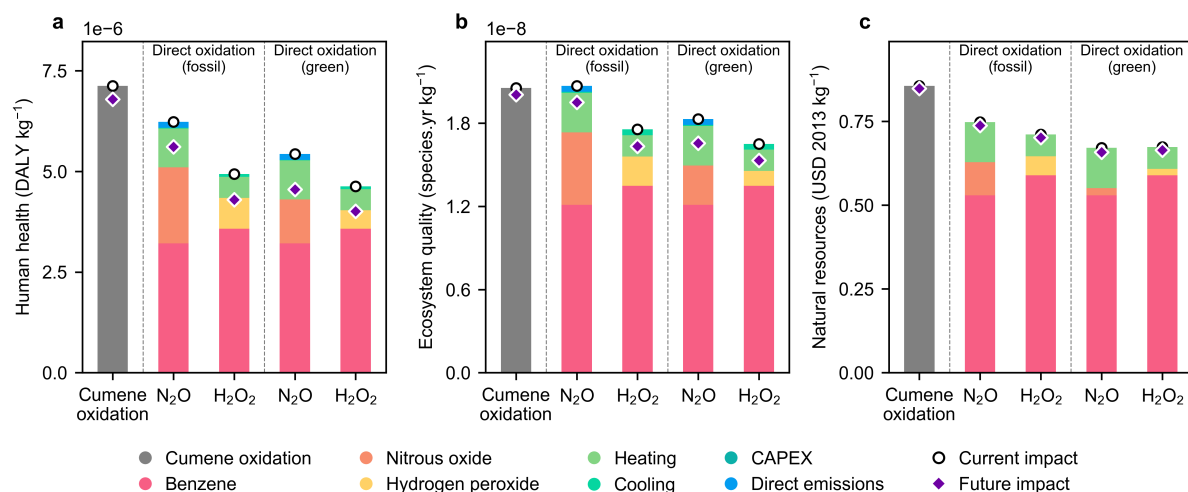 a
1e−6
Human health (DALY kg⁻¹)
7.5
5.0
2.5
0.0
Direct oxidation
(fossil)
Direct oxidation
(green)
Cumene
oxidation
N₂O
H₂O₂
N₂O
H₂O₂
b
1e−8
Ecosystem quality (species.yr kg⁻¹)
1.8
1.2
0.6
0.0
Direct oxidation
(fossil)
Direct oxidation
(green)
Cumene
oxidation
N₂O
H₂O₂
N₂O
H₂O₂
c
Natural resources (USD 2013 kg⁻¹)
0.75
0.50
0.25
0.00
Direct oxidation
(fossil)
Direct oxidation
(green)
Cumene
oxidation
N₂O
H₂O₂
N₂O
H₂O₂
Cumene oxidation
Nitrous oxide
Heating
CAPEX
Current impact
Benzene
Hydrogen peroxide
Cooling
Direct emissions
Future impact